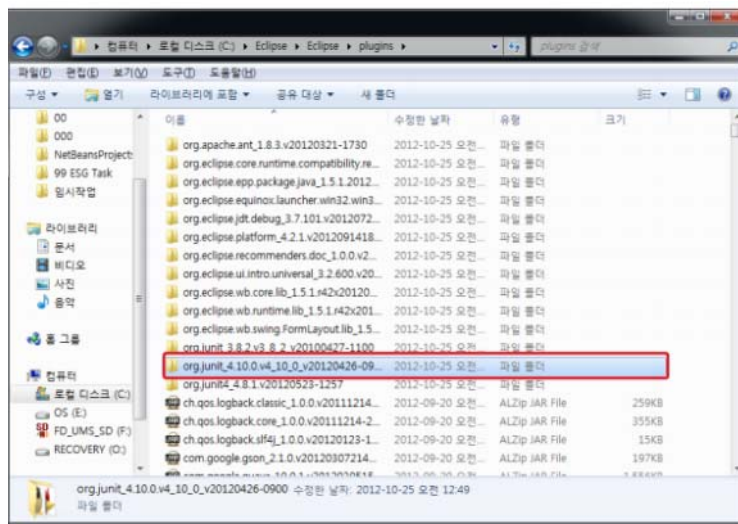 컴퓨터 ▸ 로컬 디스크 (C:) ▸ Eclipse ▸ Eclipse ▸ plugins ▸
plugins 검색
파일(F) 편집(E) 보기(V) 도구(T) 도움말(H)
구성 열기 라이브러리에 포함 공유 대상 새 폴더
이름 수정한 날짜 유형 크기
00
000
NetBeansProject
99 ESG Task
임시작업
라이브러리
문서
비디오
사진
음악
홈 그룹
컴퓨터
로컬 디스크 (C:)
OS (E:)
FD_UMS_SD (F:)
RECOVERY (O:)
org.apache.ant_1.8.3.v20120321-1730 2012-10-25 오전... 파일 폴더
org.eclipse.core.runtime.compatibility.re... 2012-10-25 오전... 파일 폴더
org.eclipse.epp.package.java_1.5.1.2012... 2012-10-25 오전... 파일 폴더
org.eclipse.equinox.launcher.win32.win3... 2012-10-25 오전... 파일 폴더
org.eclipse.jdt.debug_3.7.101.v2012072... 2012-10-25 오전... 파일 폴더
org.eclipse.platform_4.2.1.v2012091418... 2012-10-25 오전... 파일 폴더
org.eclipse.recommenders.doc_1.0.0.v2... 2012-10-25 오전... 파일 폴더
org.eclipse.ui.intro.universal_3.2.600.v20... 2012-10-25 오전... 파일 폴더
org.eclipse.wb.core.lib_1.5.1.r42x20120... 2012-10-25 오전... 파일 폴더
org.eclipse.wb.runtime.lib_1.5.1.r42x201... 2012-10-25 오전... 파일 폴더
org.eclipse.wb.swing.FormLayout.lib_1.5... 2012-10-25 오전... 파일 폴더
org.junit_3.8.2.v3_8_2_v20100427-1100 2012-10-25 오전... 파일 폴더
org.junit_4.10.0.v4_10_0_v20120426-09... 2012-10-25 오전... 파일 폴더
org.junit4_4.8.1.v20120523-1257 2012-10-25 오전... 파일 폴더
ch.qos.logback.classic_1.0.0.v20111214... 2012-09-20 오전... ALZip JAR File 259KB
ch.qos.logback.core_1.0.0.v20111214-2... 2012-09-20 오전... ALZip JAR File 355KB
ch.qos.logback.slf4j_1.0.0.v20120123-1... 2012-09-20 오전... ALZip JAR File 15KB
com.google.gson_2.1.0.v20120307214... 2012-09-20 오전... ALZip JAR File 197KB
org.junit_4.10.0.v4_10_0_v20120426-0900 수정한 날짜: 2012-10-25 오전 12:49
파일 폴더